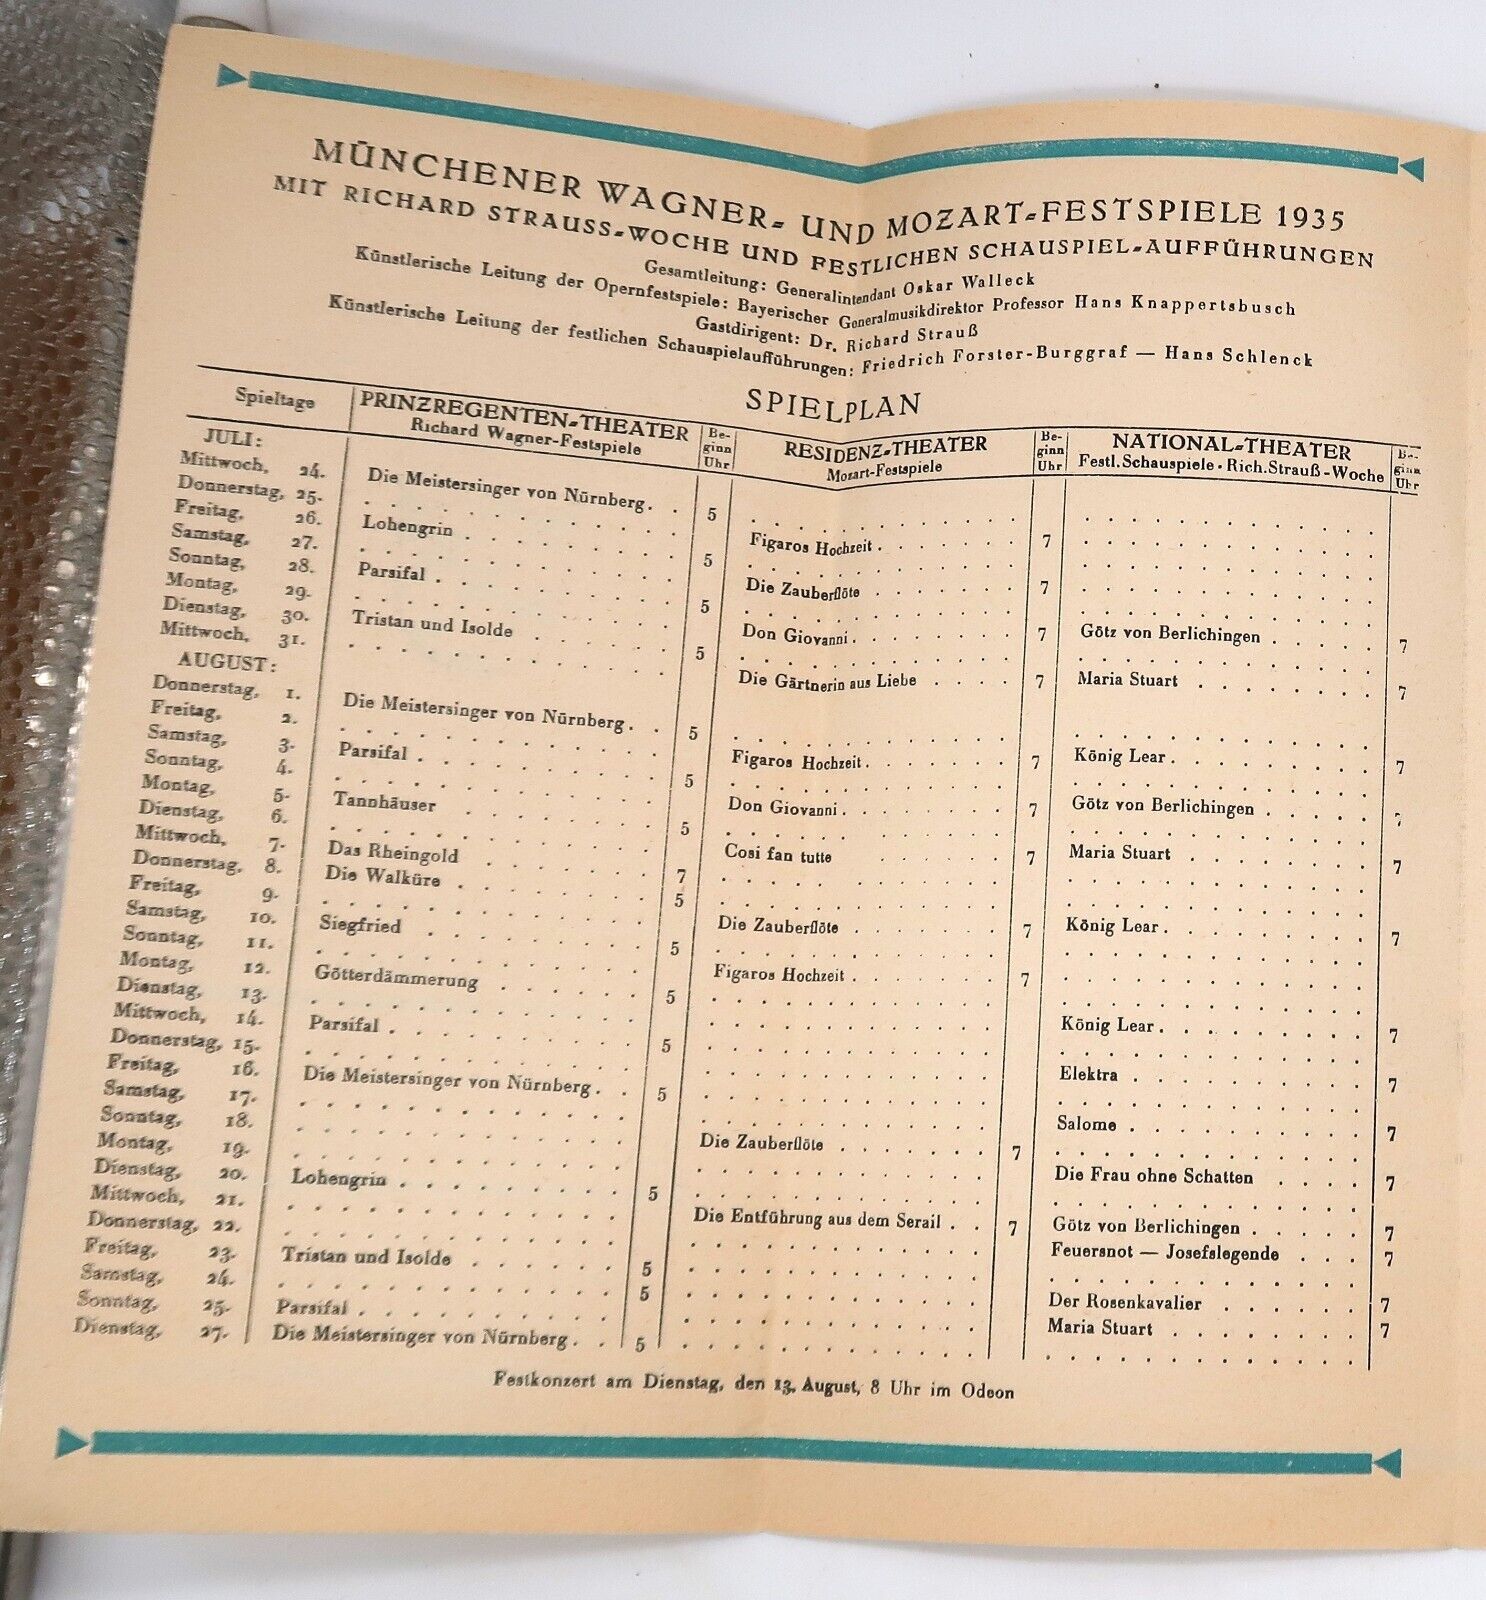 MÜNCHENER WAGNER- UND MOZART-FESTSPIELE 1935
MIT RICHARD STRAUSS-WOCHE UND FESTLICHEN SCHAUSPIEL-AUFFÜHRUNGEN
Gesamtleitung: Generalintendant Oskar Walleck
Künstlerische Leitung der Opernfestspiele: Bayerischer Generalmusikdirektor Professor Hans Knappertsbusch
Gastdirigent: Dr. Richard Strauß
Künstlerische Leitung der festlichen Schauspielaufführungen: Friedrich Forster-Burggraf — Hans Schlenck
SPIELPLAN
Spieltage
PRINZREGENTEN-THEATER
Richard Wagner-Festspiele
Be-
ginn
Uhr
RESIDENZ-THEATER
Mozart-Festspiele
Be-
ginn
Uhr
NATIONAL-THEATER
Festl. Schauspiele · Rich. Strauß-Woche
Be-
ginn
Uhr
JULI:
Mittwoch, 24. Die Meistersinger von Nürnberg. . 5
Donnerstag, 25. Figaros Hochzeit. 7
Freitag, 26. Lohengrin 5
Samstag, 27. Die Zauberflöte 7
Sonntag, 28. Parsifal 5
Montag, 29. Don Giovanni. 7 Götz von Berlichingen 7
Dienstag, 30. Tristan und Isolde 5
Mittwoch, 31. Die Gärtnerin aus Liebe 7 Maria Stuart 7
AUGUST:
Donnerstag, 1. Die Meistersinger von Nürnberg. . 5
Freitag, 2. Figaros Hochzeit. 7 König Lear. 7
Samstag, 3. Parsifal 5
Sonntag, 4. Don Giovanni. 7 Götz von Berlichingen 7
Montag, 5. Tannhäuser 5
Dienstag, 6. Cosi fan tutte 7 Maria Stuart 7
Mittwoch, 7. Das Rheingold 7
Donnerstag, 8. Die Walküre 5
Freitag, 9. Die Zauberflöte 7 König Lear. 7
Samstag, 10. Siegfried 5
Sonntag, 11. Figaros Hochzeit 7
Montag, 12. Götterdämmerung 5
Dienstag, 13. König Lear. 7
Mittwoch, 14. Parsifal 5
Donnerstag, 15. Elektra 7
Freitag, 16. Die Meistersinger von Nürnberg. . 5
Samstag, 17. Salome 7
Sonntag, 18. Die Zauberflöte 7
Montag, 19. Die Frau ohne Schatten 7
Dienstag, 20. Lohengrin 5
Mittwoch, 21. Die Entführung aus dem Serail 7 Götz von Berlichingen 7
Donnerstag, 22. Feuersnot — Josefslegende 7
Freitag, 23. Tristan und Isolde 5
Samstag, 24. Der Rosenkavalier 7
Sonntag, 25. Parsifal 5 Maria Stuart 7
Dienstag, 27. Die Meistersinger von Nürnberg. . 5
Festkonzert am Dienstag, den 13. August, 8 Uhr im Odeon